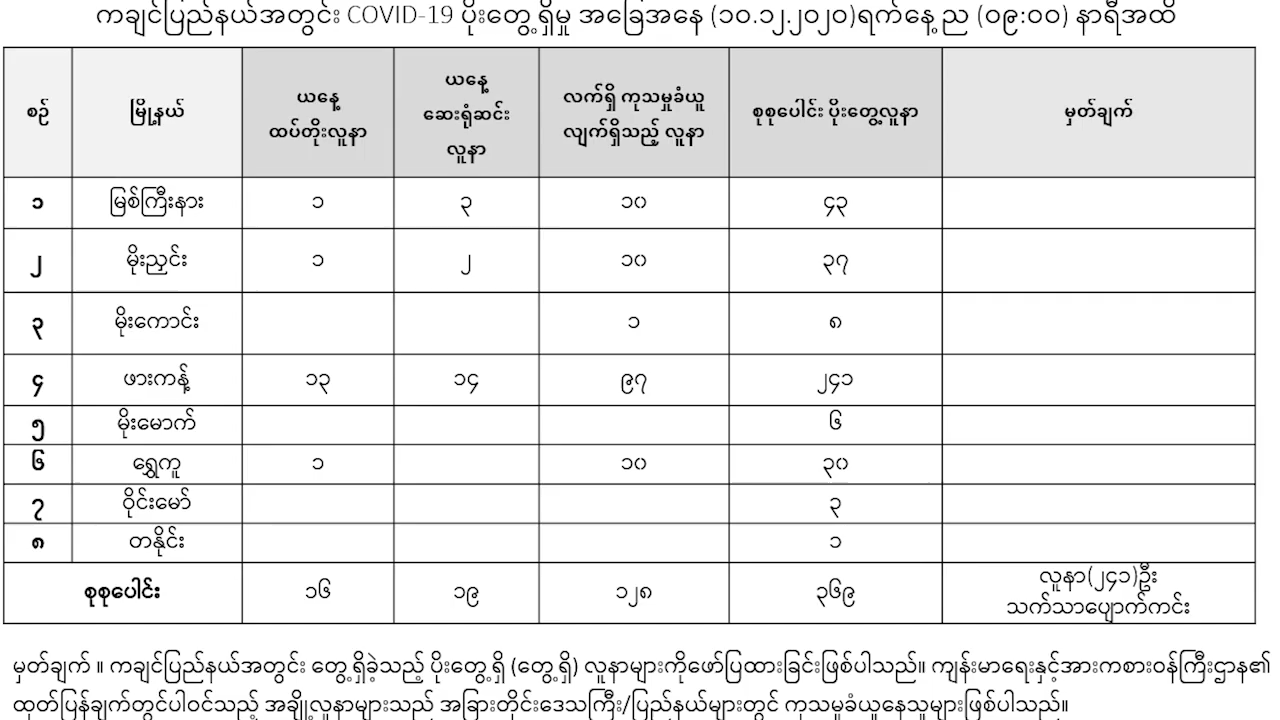 ကချင်ပြည်နယ်အတွင်း COVID-19 ပိုးတွေ့ရှိမှု အခြေအနေ (၁၀.၁၂.၂၀၂၀)ရက်နေ့ ည (၀၉:၀၀) နာရီအထိ
စဉ် မြို့နယ် ယနေ့ ထပ်တိုးလူနာ ယနေ့ ဆေးရုံဆင်း လူနာ လက်ရှိ ကုသမှုခံယူ လျက်ရှိသည့် လူနာ စုစုပေါင်း ပိုးတွေ့လူနာ မှတ်ချက်
၁ မြစ်ကြီးနား ၁ ၃ ၁၀ ၄၃
၂ မိုးညှင်း ၁ ၂ ၁၀ ၃၇
၃ မိုးကောင်း ၁ ၈
၄ ဖားကန့် ၁၃ ၁၄ ၉၇ ၂၄၁
၅ မိုးမောက် ၆
၆ ရွှေကူ ၁ ၁၀ ၃၀
၇ ဝိုင်းမော် ၃
၈ တနိုင်း ၁
စုစုပေါင်း ၁၆ ၁၉ ၁၂၈ ၃၆၉ လူနာ(၂၄၁)ဦး သက်သာပျောက်ကင်း
မှတ်ချက် ။ ကချင်ပြည်နယ်အတွင်း တွေ့ရှိခဲ့သည့် ပိုးတွေ့ရှိ (တွေ့ရှိ) လူနာများကိုဖော်ပြထားခြင်းဖြစ်ပါသည်။ ကျန်းမာရေးနှင့်အားကစားဝန်ကြီးဌာန၏
ထုတ်ပြန်ချက်တွင်ပါဝင်သည့် အချို့လူနာများသည် အခြားတိုင်းဒေသကြီး/ပြည်နယ်များတွင် ကုသမှုခံယူနေသူများဖြစ်ပါသည်။